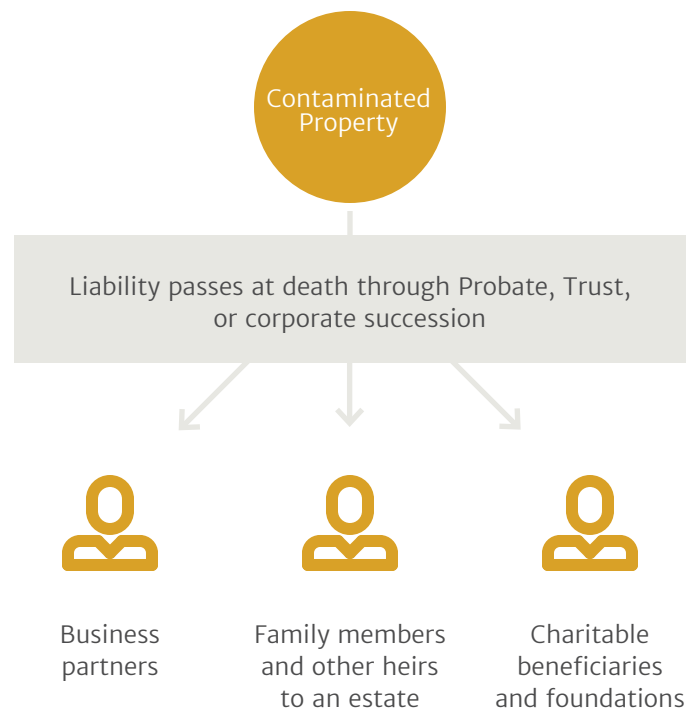 Contaminated
Property
Liability passes at death through Probate, Trust,
or corporate succession
Business
partners
Family members
and other heirs
to an estate
Charitable
beneficiaries
and foundations